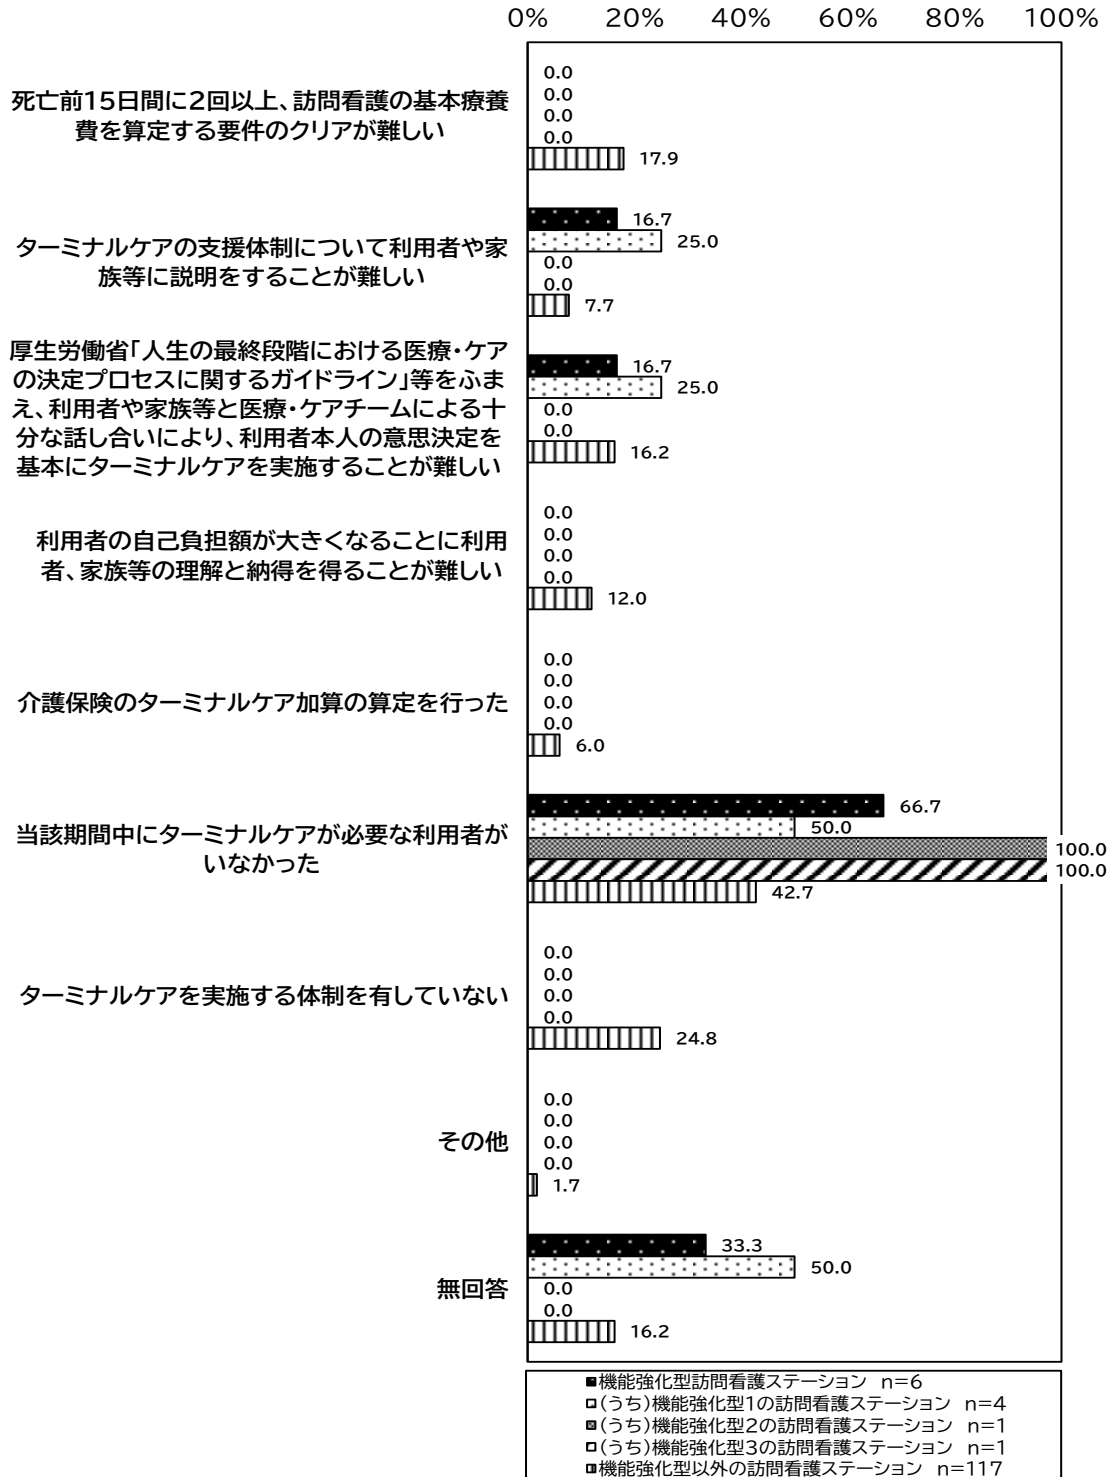 0% 20% 40% 60% 80% 100%
死亡前15日間に2回以上、訪問看護の基本療養
費を算定する要件のクリアが難しい
0.0
0.0
0.0
0.0
17.9
ターミナルケアの支援体制について利用者や家
族等に説明をすることが難しい
16.7
25.0
0.0
0.0
7.7
厚生労働省「人生の最終段階における医療・ケア
の決定プロセスに関するガイドライン」等をふま
え、利用者や家族等と医療・ケアチームによる十
分な話し合いにより、利用者本人の意思決定を
基本にターミナルケアを実施することが難しい
16.7
25.0
0.0
0.0
16.2
利用者の自己負担額が大きくなることに利用
者、家族等の理解と納得を得ることが難しい
0.0
0.0
0.0
0.0
12.0
介護保険のターミナルケア加算の算定を行った
0.0
0.0
0.0
0.0
6.0
当該期間中にターミナルケアが必要な利用者が
いなかった
66.7
50.0
100.0
100.0
42.7
ターミナルケアを実施する体制を有していない
0.0
0.0
0.0
0.0
24.8
その他
0.0
0.0
0.0
0.0
1.7
無回答
33.3
50.0
0.0
0.0
16.2
機能強化型訪問看護ステーション n=6
(うち)機能強化型1の訪問看護ステーション n=4
(うち)機能強化型2の訪問看護ステーション n=1
(うち)機能強化型3の訪問看護ステーション n=1
機能強化型以外の訪問看護ステーション n=117